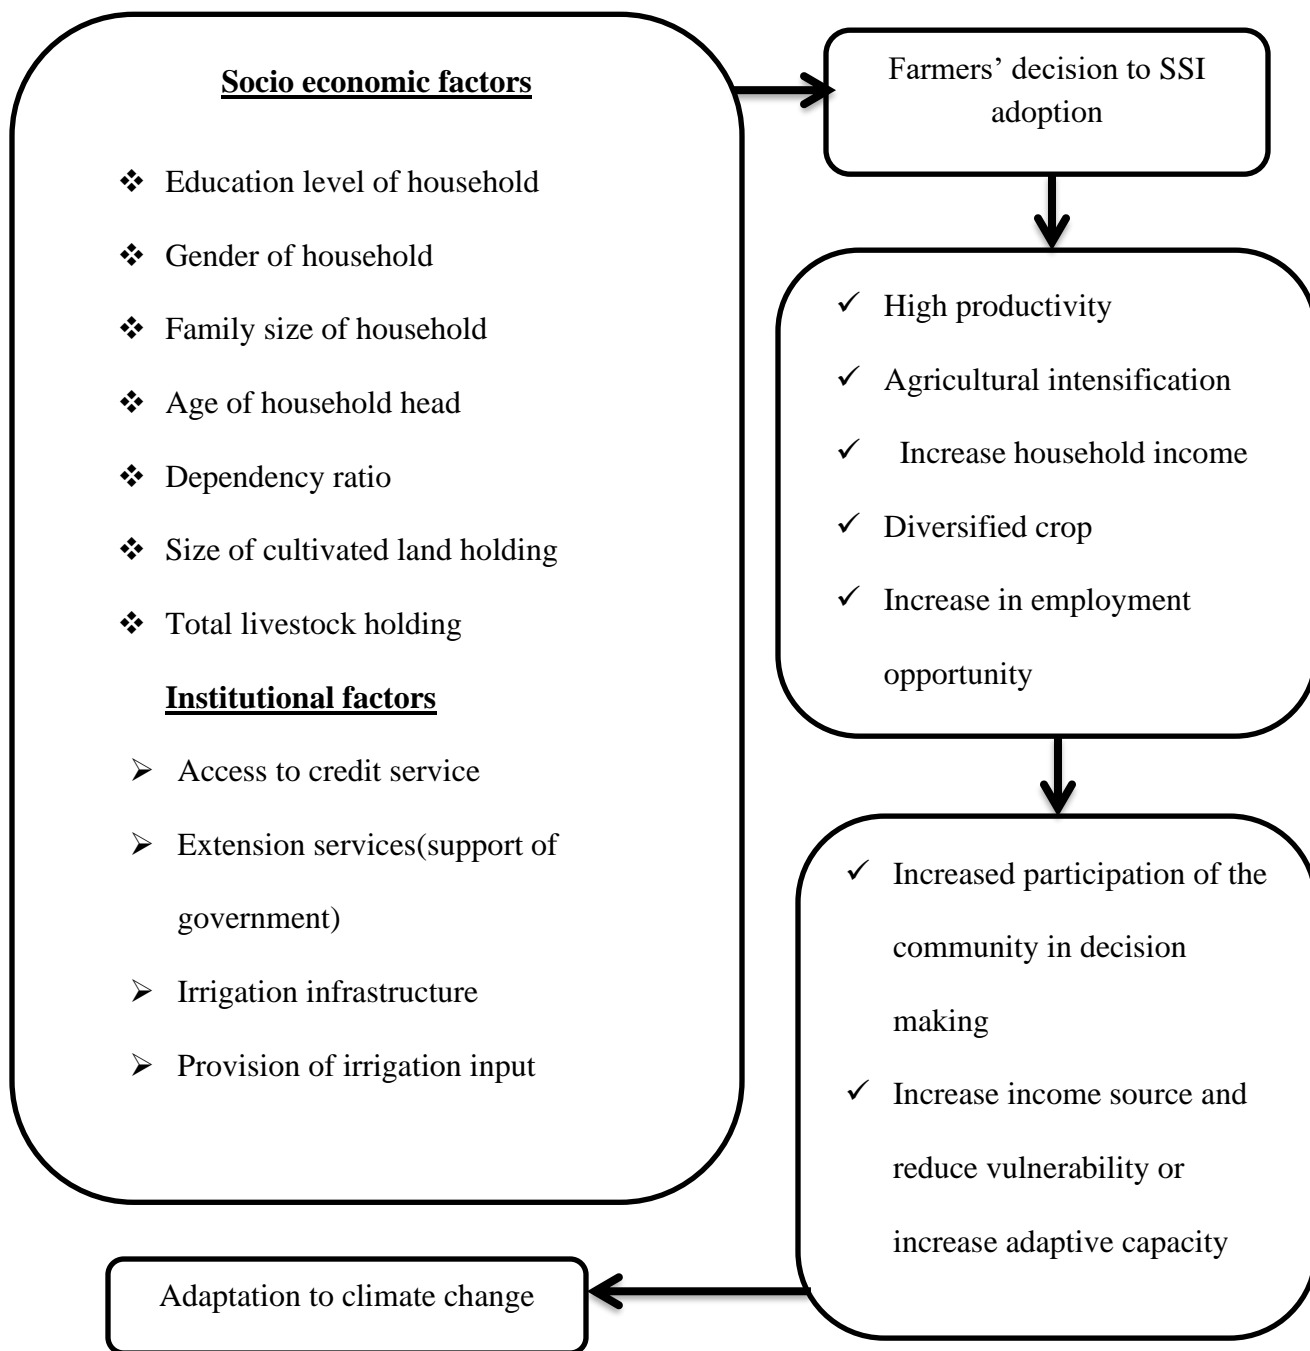 Socio economic factors
❖ Education level of household
❖ Gender of household
❖ Family size of household
❖ Age of household head
❖ Dependency ratio
❖ Size of cultivated land holding
❖ Total livestock holding
Institutional factors
➢ Access to credit service
➢ Extension services(support of
government)
➢ Irrigation infrastructure
➢ Provision of irrigation input
Farmers’ decision to SSI
adoption
✓ High productivity
✓ Agricultural intensification
✓ Increase household income
✓ Diversified crop
✓ Increase in employment
opportunity
✓ Increased participation of the
community in decision
making
✓ Increase income source and
reduce vulnerability or
increase adaptive capacity
Adaptation to climate change